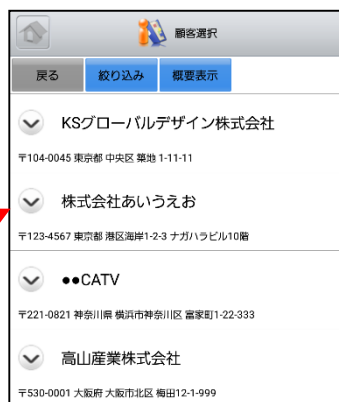 顧客選択
戻る 絞り込み 概要表示
KSグローバルデザイン株式会社
〒104-0045 東京都 中央区 築地 1-11-11
株式会社あいうえお
〒123-4567 東京都 港区海岸1-2-3 ナガハラビル10階
●●CATV
〒221-0821 神奈川県 横浜市神奈川区 富家町1-22-333
高山産業株式会社
〒530-0001 大阪府 大阪市北区 梅田12-1-999